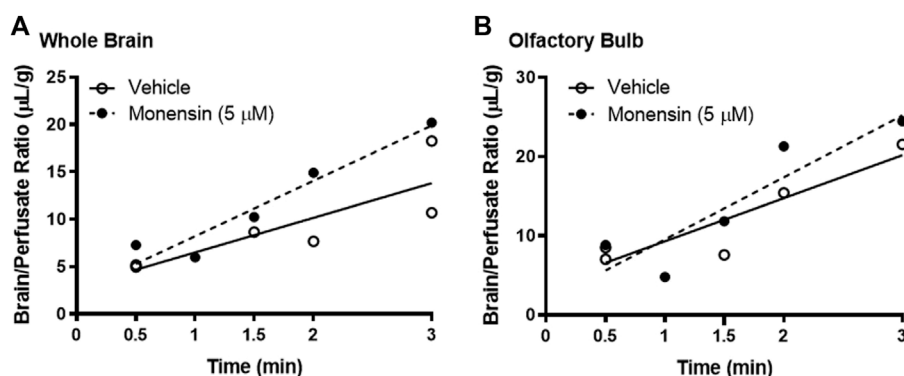 A Whole Brain
Vehicle
Monensin (5 μM)
Brain/Perfusate Ratio (μL/g)
25
20
15
10
5
0
0 0.5 1 1.5 2 3
Time (min)
B Olfactory Bulb
Vehicle
Monensin (5 μM)
Brain/Perfusate Ratio (μL/g)
30
20
10
0
0 0.5 1 1.5 2 3
Time (min)